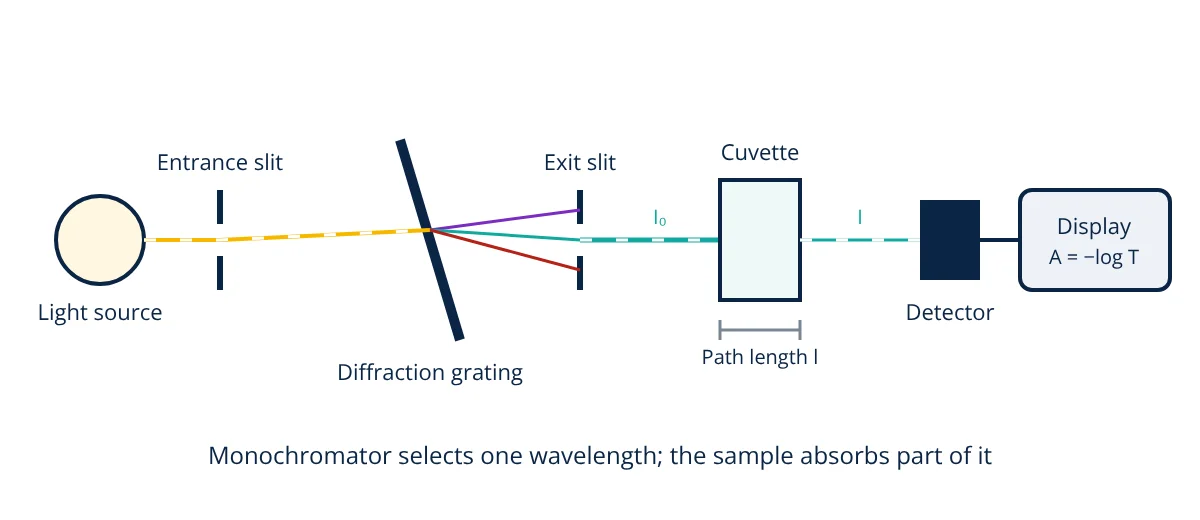 Entrance slit
Exit slit
Cuvette
I₀
I
Display
A = −log T
Light source
Detector
Path length l
Diffraction grating
Monochromator selects one wavelength; the sample absorbs part of it